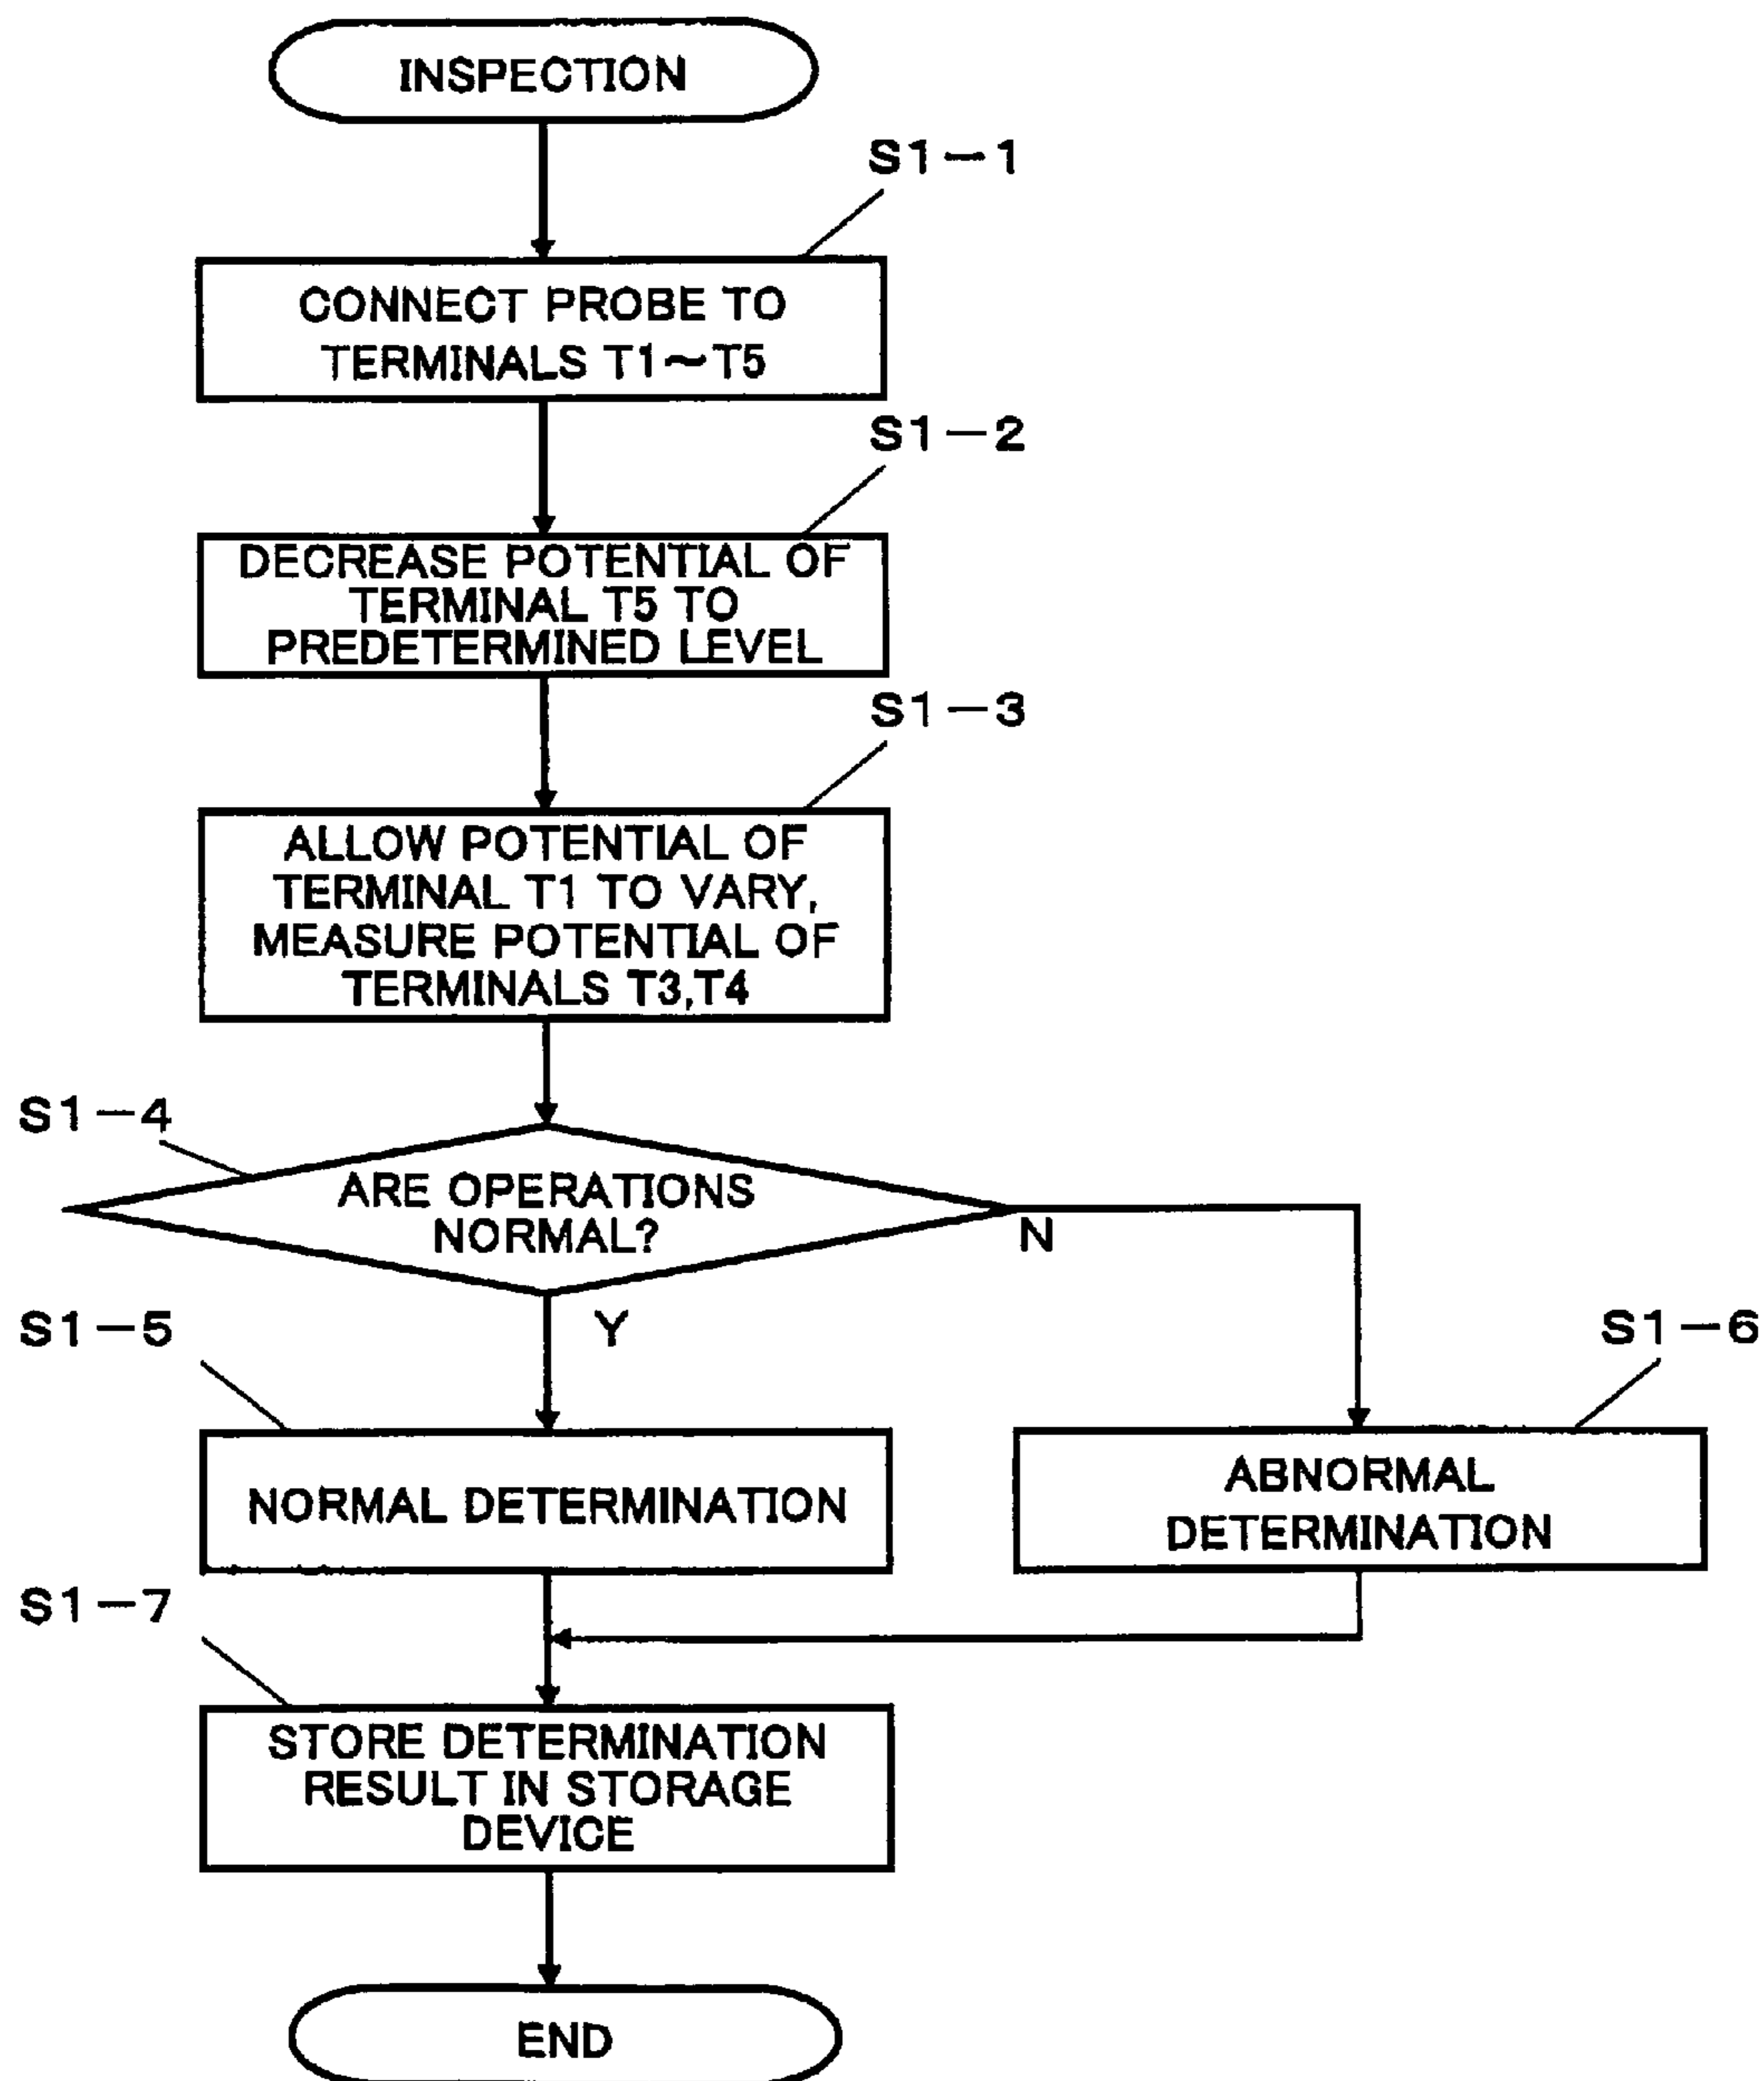 INSPECTION
S1-1
CONNECT PROBE TO
TERMINALS T1~T5
S1-2
DECREASE POTENTIAL OF
TERMINAL T5 TO
PREDETERMINED LEVEL
S1-3
ALLOW POTENTIAL OF
TERMINAL T1 TO VARY,
MEASURE POTENTIAL OF
TERMINALS T3,T4
S1-4
ARE OPERATIONS
NORMAL?
N
Y
S1-5
S1-6
NORMAL DETERMINATION
ABNORMAL
DETERMINATION
S1-7
STORE DETERMINATION
RESULT IN STORAGE
DEVICE
END